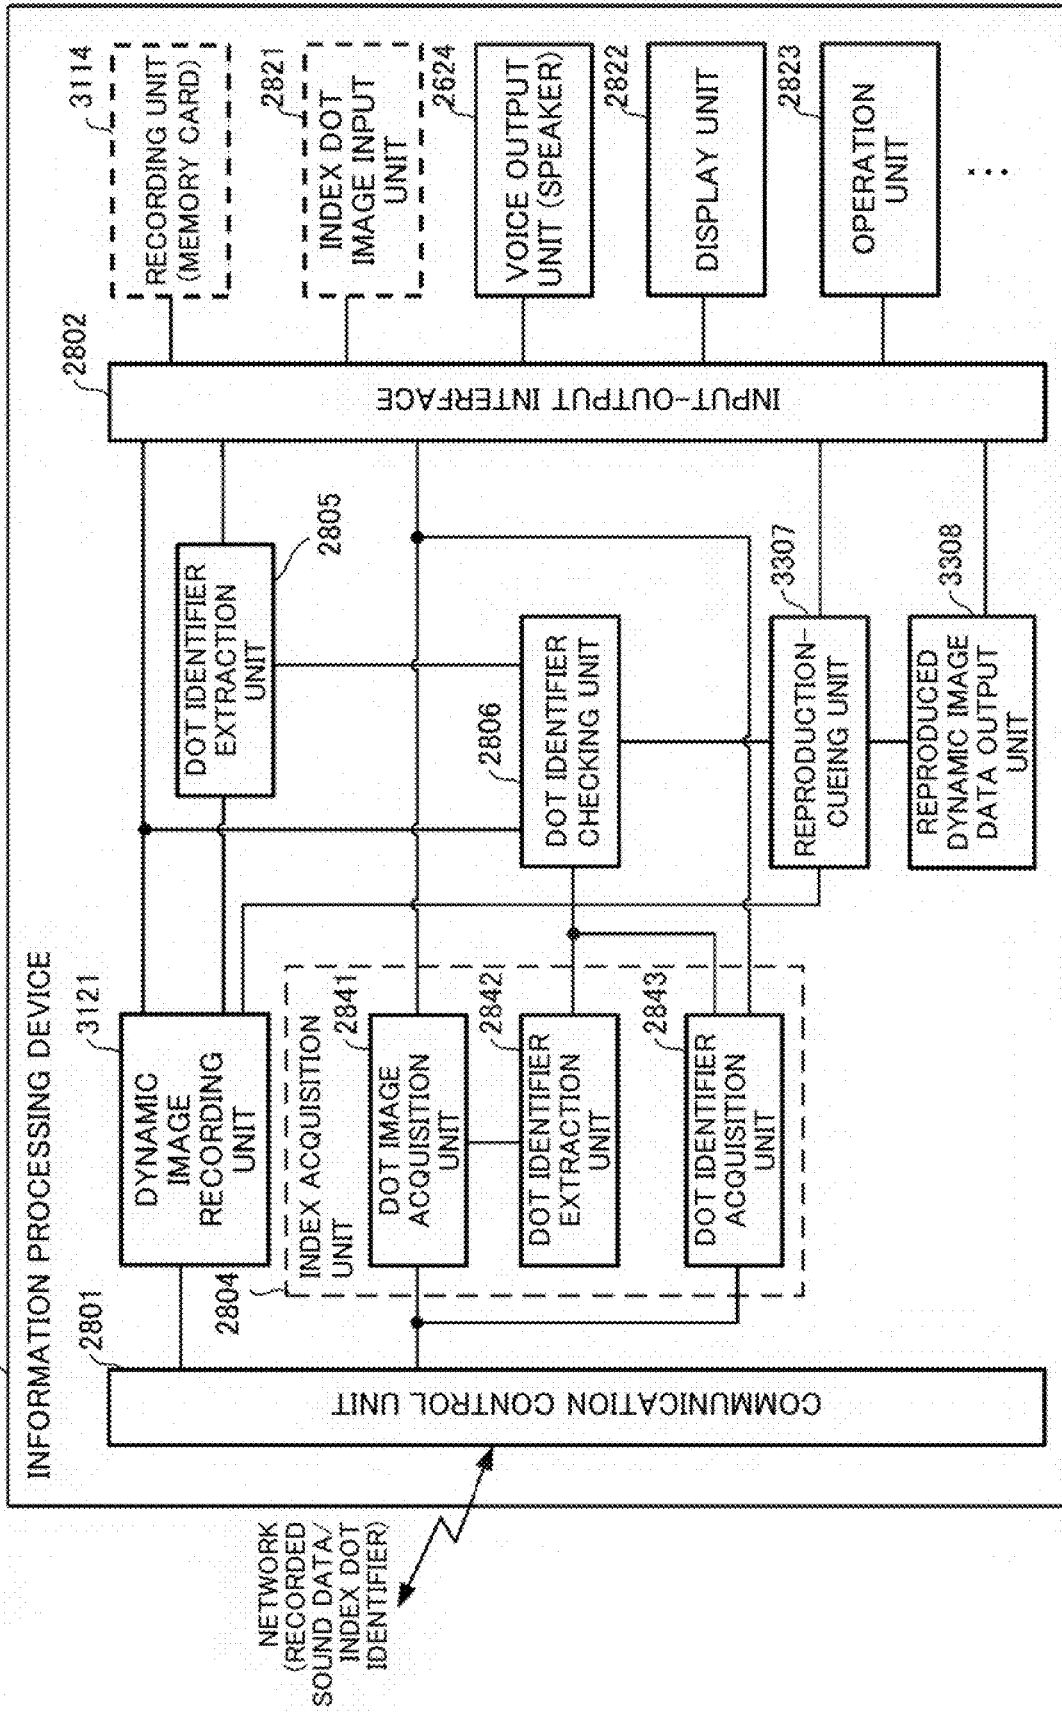 INFORMATION PROCESSING DEVICE
NETWORK
(RECORDED
SOUND DATA/
INDEX DOT
IDENTIFIER)
2801
COMMUNICATION CONTROL UNIT
3121
DYNAMIC
IMAGE
RECORDING
UNIT
2804
INDEX ACQUISITION
UNIT
2841
DOT IMAGE
ACQUISITION
UNIT
2842
DOT IDENTIFIER
EXTRACTION
UNIT
2843
DOT IDENTIFIER
ACQUISITION
UNIT
2805
DOT IDENTIFIER
EXTRACTION
UNIT
2806
DOT IDENTIFIER
CHECKING UNIT
3307
REPRODUCTION-
CUEING UNIT
3308
REPRODUCED
DYNAMIC IMAGE
DATA OUTPUT
UNIT
2802
INPUT-OUTPUT INTERFACE
3114
RECORDING UNIT
(MEMORY CARD)
2821
INDEX DOT
IMAGE INPUT
UNIT
2624
VOICE OUTPUT
UNIT (SPEAKER)
2822
DISPLAY UNIT
2823
OPERATION
UNIT
...